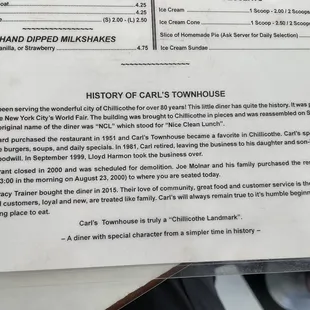 oat 4.25
4.25
(S) 2.00 - (L) 2.50
HAND DIPPED MILKSHAKES
anilla, or Strawberry 4.75
Ice Cream 1 Scoop - 2.00 / 2 Scoops
Ice Cream Cone 1 Scoop - 2.50 / 2 Scoops
Slice of Homemade Pie (Ask Server for Daily Selection)
Ice Cream Sundae
HISTORY OF CARL'S TOWNHOUSE
been serving the wonderful city of Chillicothe for over 80 years! This little diner has quite the history. It was p
e New York City's World Fair. The building was brought to Chillicothe in pieces and was reassembled on S
original name of the diner was "NCL" which stood for "Nice Clean Lunch".
ard purchased the restaurant in 1951 and Carl's Townhouse became a favorite in Chillicothe. Carl's sp
e burgers, soups, and daily specials. In 1981, Carl retired, leaving the business to his daughter and son-
oodwill. In September 1999, Lloyd Harmon took the business over.
rant closed in 2000 and was scheduled for demolition. Joe Molnar and his family purchased the re
3:00 in the morning on August 23, 2000) to where you are seated today.
racy Trainer bought the diner in 2015. Their love of community, great food and customer service is the
l customers, loyal and new, are treated like family. Carl's will always remain true to it's humble beginn
ng place to eat.
Carl's Townhouse is truly a "Chillicothe Landmark".
– A diner with special character from a simpler time in history –